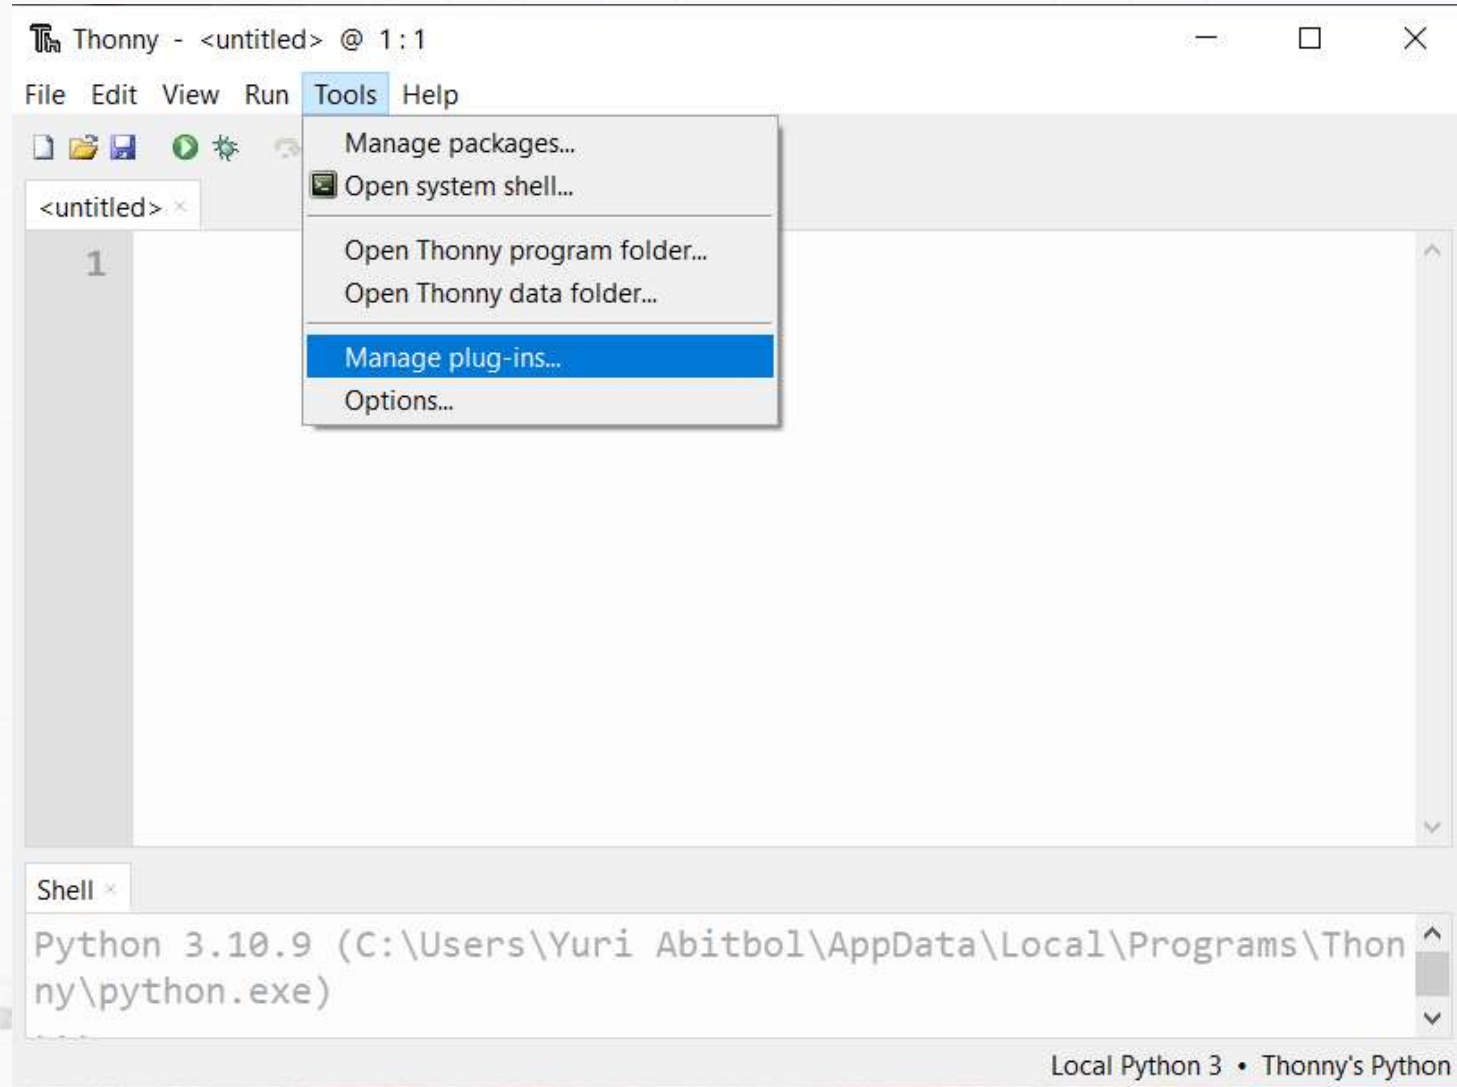 Thonny - <untitled> @ 1:1
File Edit View Run Tools Help
Manage packages...
Open system shell...
<untitled> ×
Open Thonny program folder...
1
Open Thonny data folder...
Manage plug-ins...
Options...
Shell ×
Python 3.10.9 (C:\Users\Yuri Abitbol\AppData\Local\Programs\Thon
ny\python.exe)
Local Python 3 • Thonny's Python